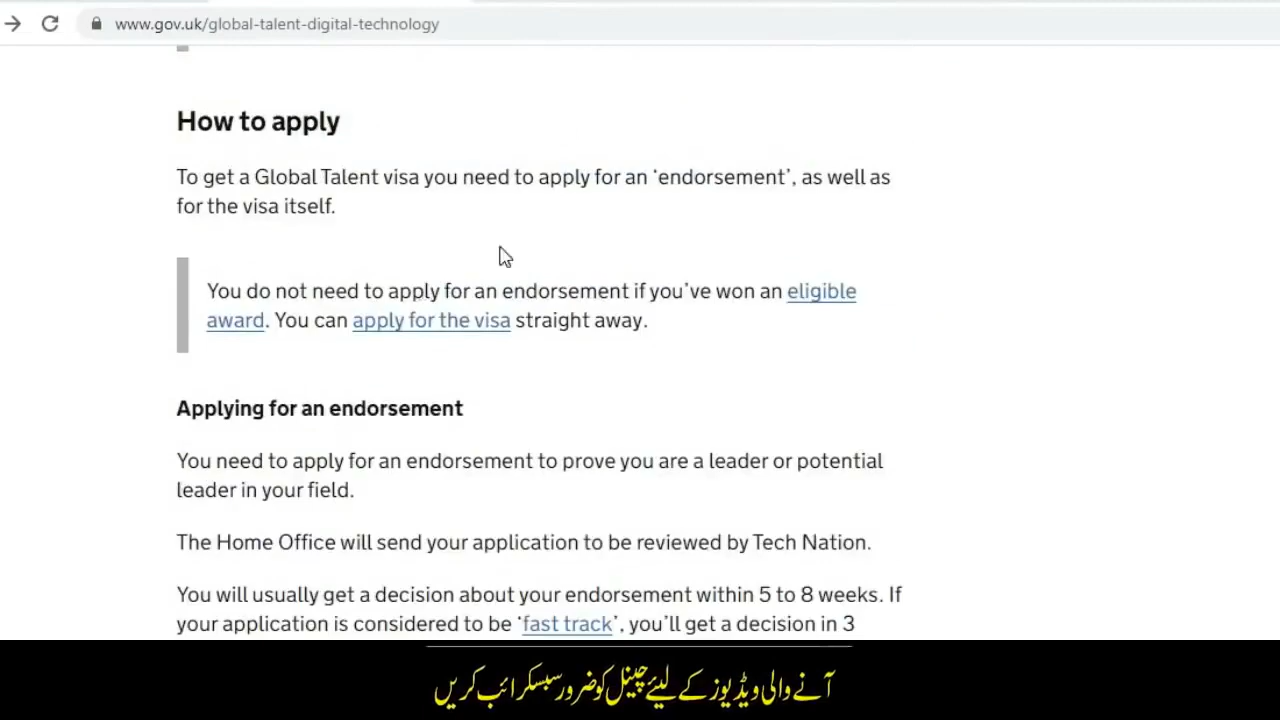 www.gov.uk/global-talent-digital-technology
How to apply
To get a Global Talent visa you need to apply for an ‘endorsement’, as well as
for the visa itself.
You do not need to apply for an endorsement if you’ve won an eligible
award. You can apply for the visa straight away.
Applying for an endorsement
You need to apply for an endorsement to prove you are a leader or potential
leader in your field.
The Home Office will send your application to be reviewed by Tech Nation.
You will usually get a decision about your endorsement within 5 to 8 weeks. If
your application is considered to be ‘fast track’, you’ll get a decision in 3
آنے والی ویڈیوز کے لیئے چینل کو ضرور سبسکرائب کریں